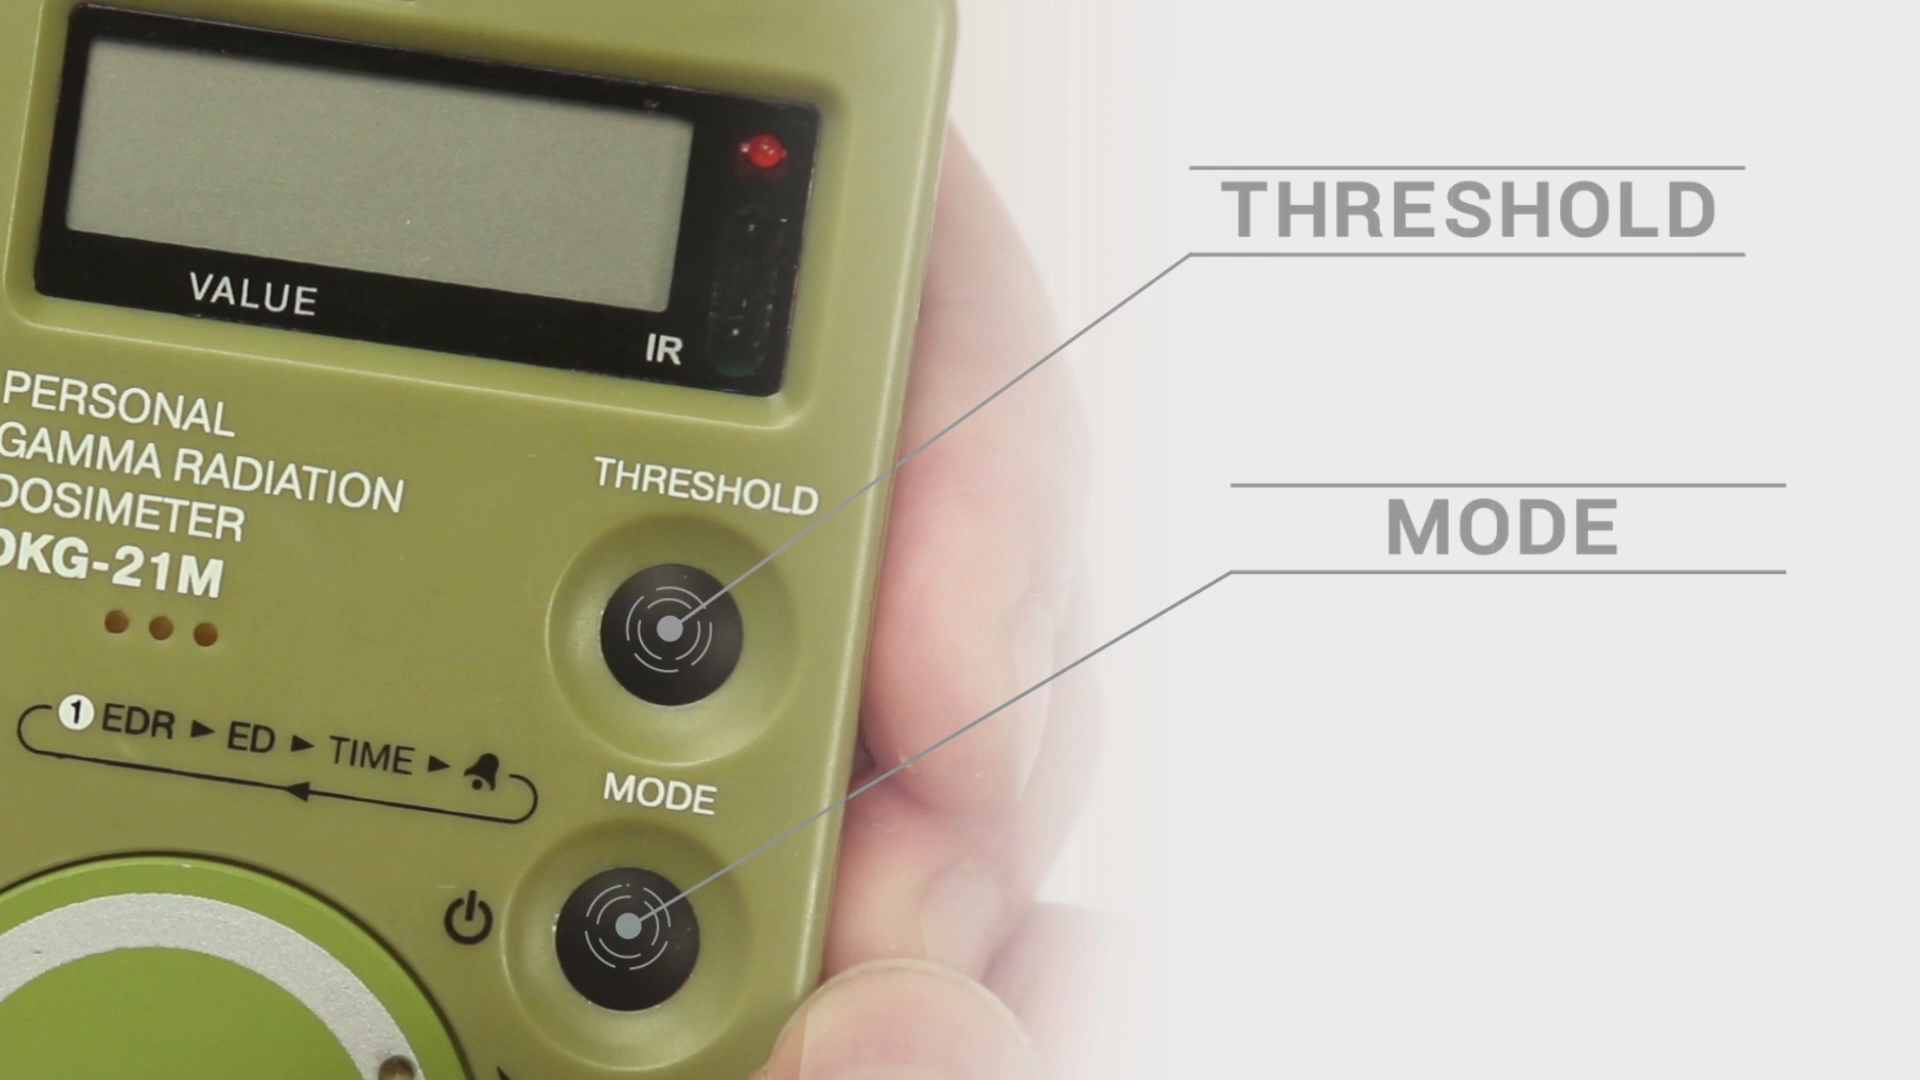 VALUE
IR
PERSONAL
GAMMA RADIATION
DOSIMETER
DKG-21M
THRESHOLD
1 EDR ► ED ► TIME ►
MODE
THRESHOLD
MODE